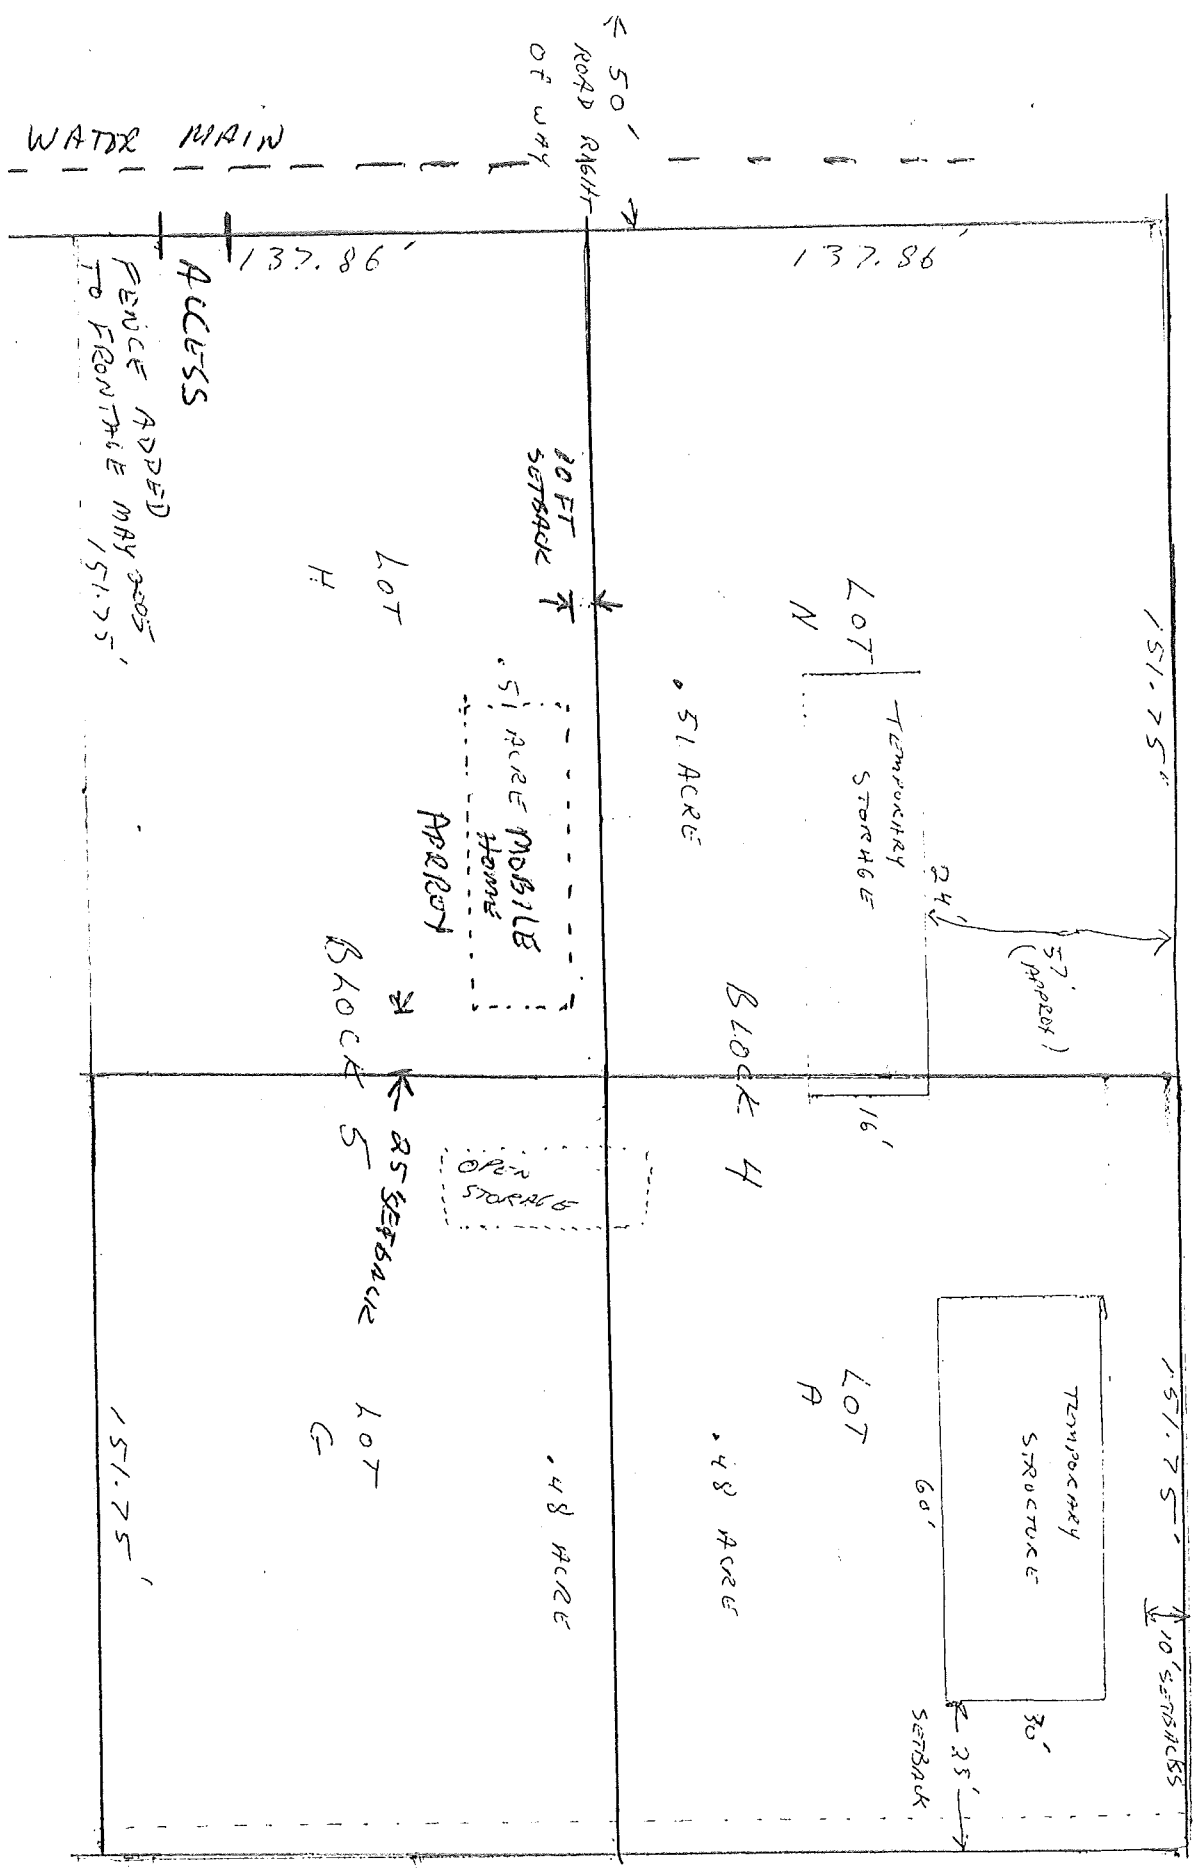 WATER MAIN
← 50' →
ROAD RIGHT
OF WAY
137.86'
137.86'
ACCESS
FENCE ADDED
TO FRONTAGE MAY 2005
151.75'
10 FT
SETBACK
LOT
H
.51 ACRE
MOBILE
HOME
APPROX
BLOCK 5
25 SETBACK
LOT
N
.51 ACRE
TEMPORARY
STORAGE
24'
57'
(APPROX)
16'
151.75'
BLOCK 4
OPEN
STORAGE
LOT
G
.48 ACRE
151.75'
LOT
A
.48 ACRE
TEMPORARY
STRUCTURE
60'
30'
25'
SETBACK
151.75'
10' SETBACKS